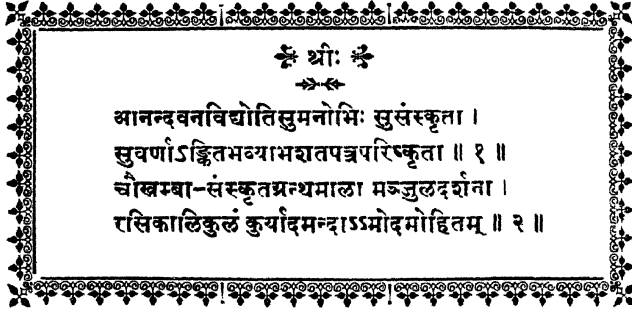 श्रीः
आनन्दवनविद्योतिसुमनोभिः सुसंस्कृता ।
सुवर्णाऽङ्कितभव्याभशतपत्रपरिष्कृता ॥ १ ॥
चौखम्बा-संस्कृतग्रन्थमाला मञ्जुलदर्शना ।
रसिकालिकुलं कुर्यादमन्दाऽऽमोदमोहितम् ॥ २ ॥